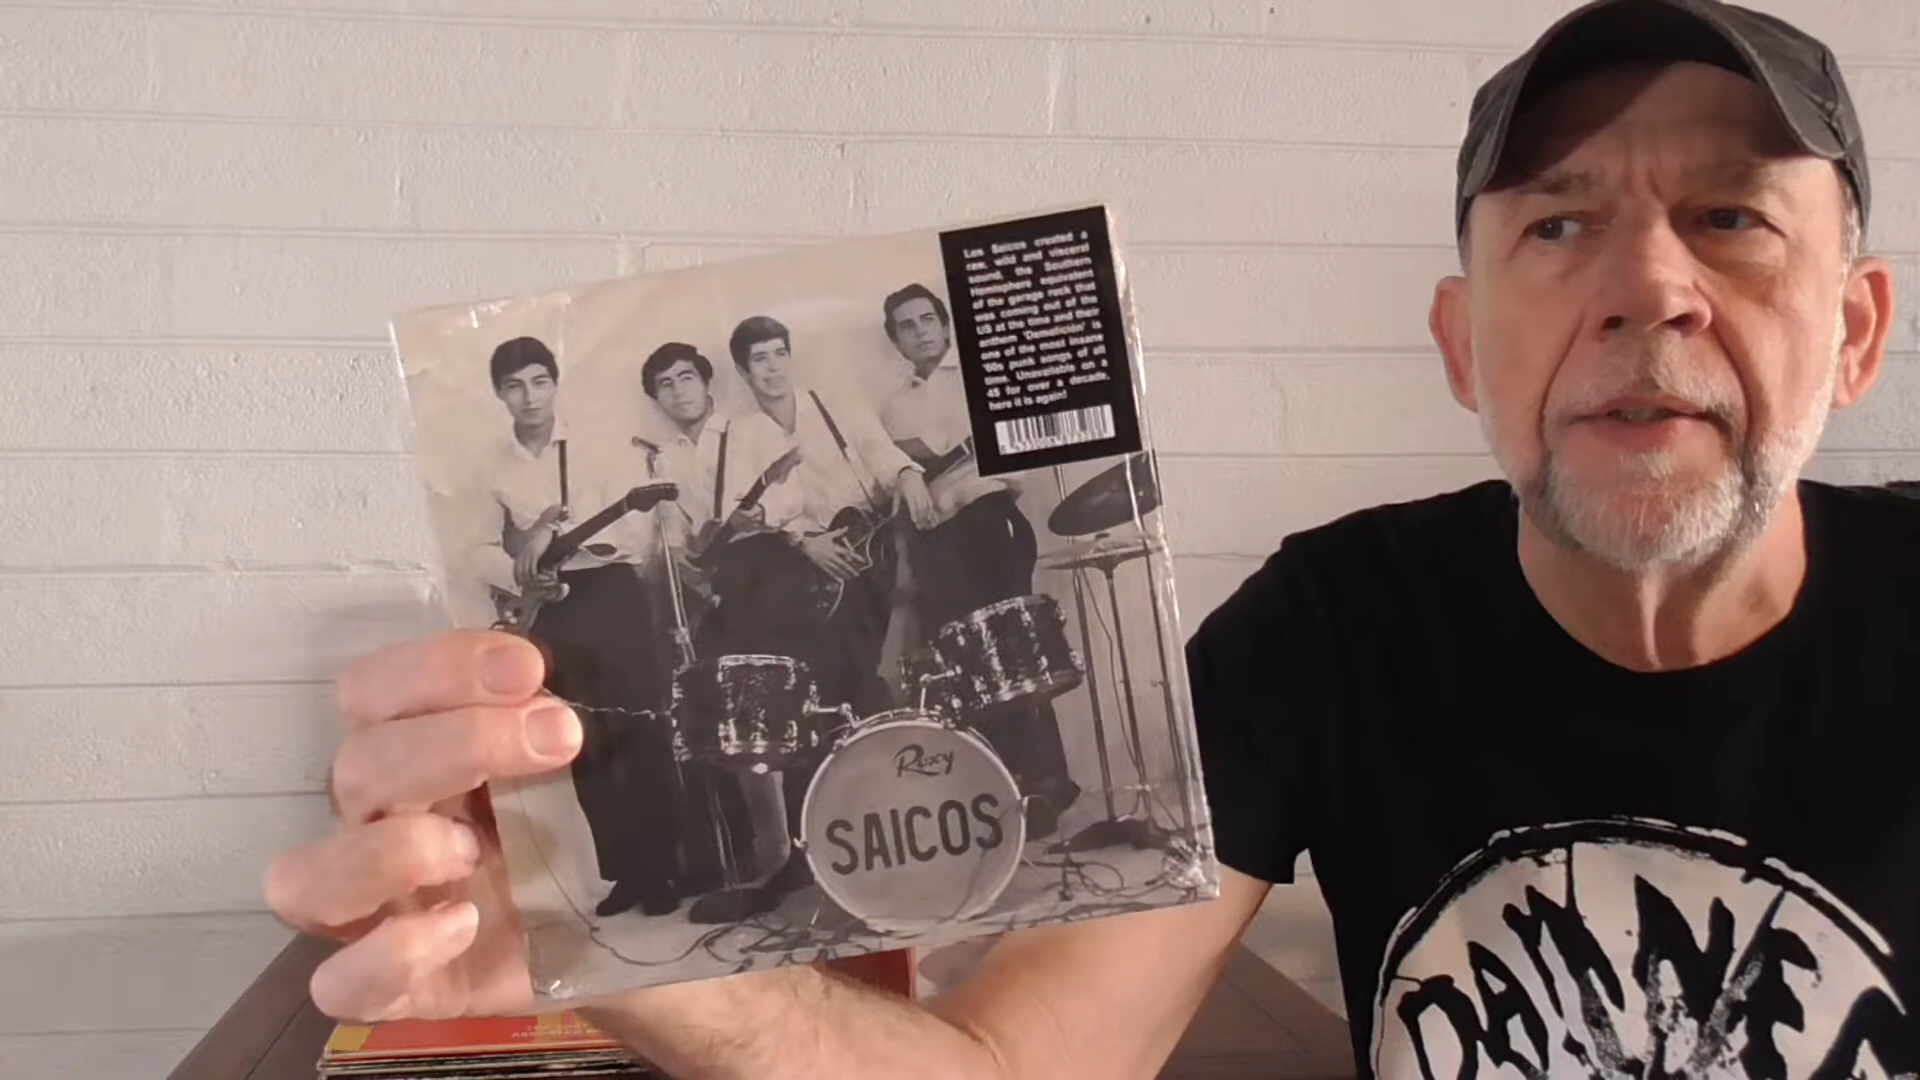 Los Saicos created a
raw, wild and visceral
sound, the Southern
Hemisphere equivalent
of the garage rock that
was coming out of the
US at the time and their
anthem 'Demolición' is
one of the most insane
'60s punk songs of all
time. Unavailable on a
45 for over a decade,
here it is again!
Roxy
SAICOS
DAMNED